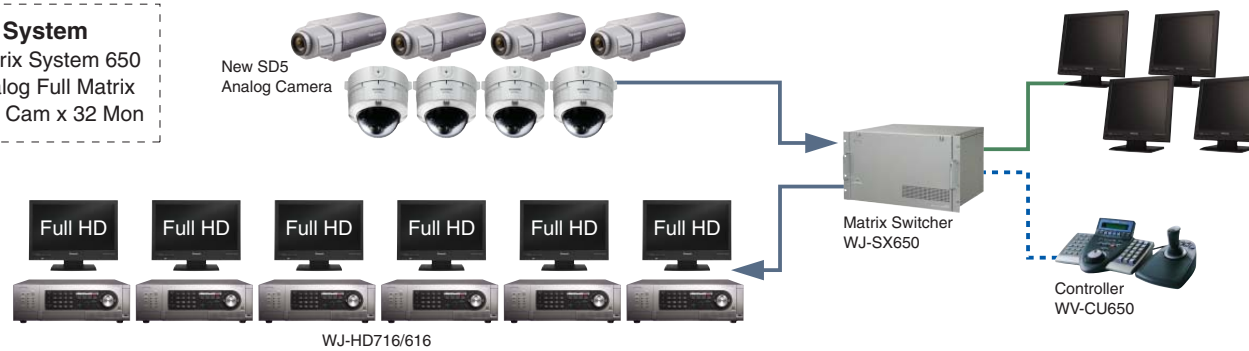 System
rix System 650
log Full Matrix
Cam x 32 Mon
New SD5
Analog Camera
Matrix Switcher
WJ-SX650
Controller
WV-CU650
Full HD
Full HD
Full HD
Full HD
Full HD
Full HD
WJ-HD716/616